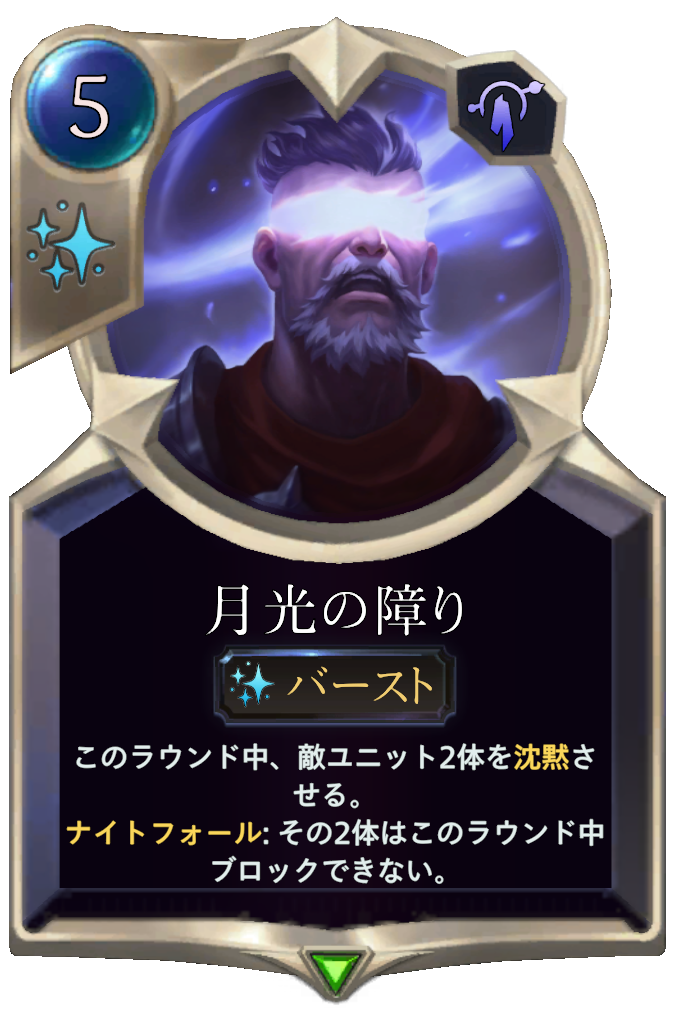 5
月光の障り
バースト
このラウンド中、敵ユニット2体を沈黙さ
せる。
ナイトフォール: その2体はこのラウンド中
ブロックできない。